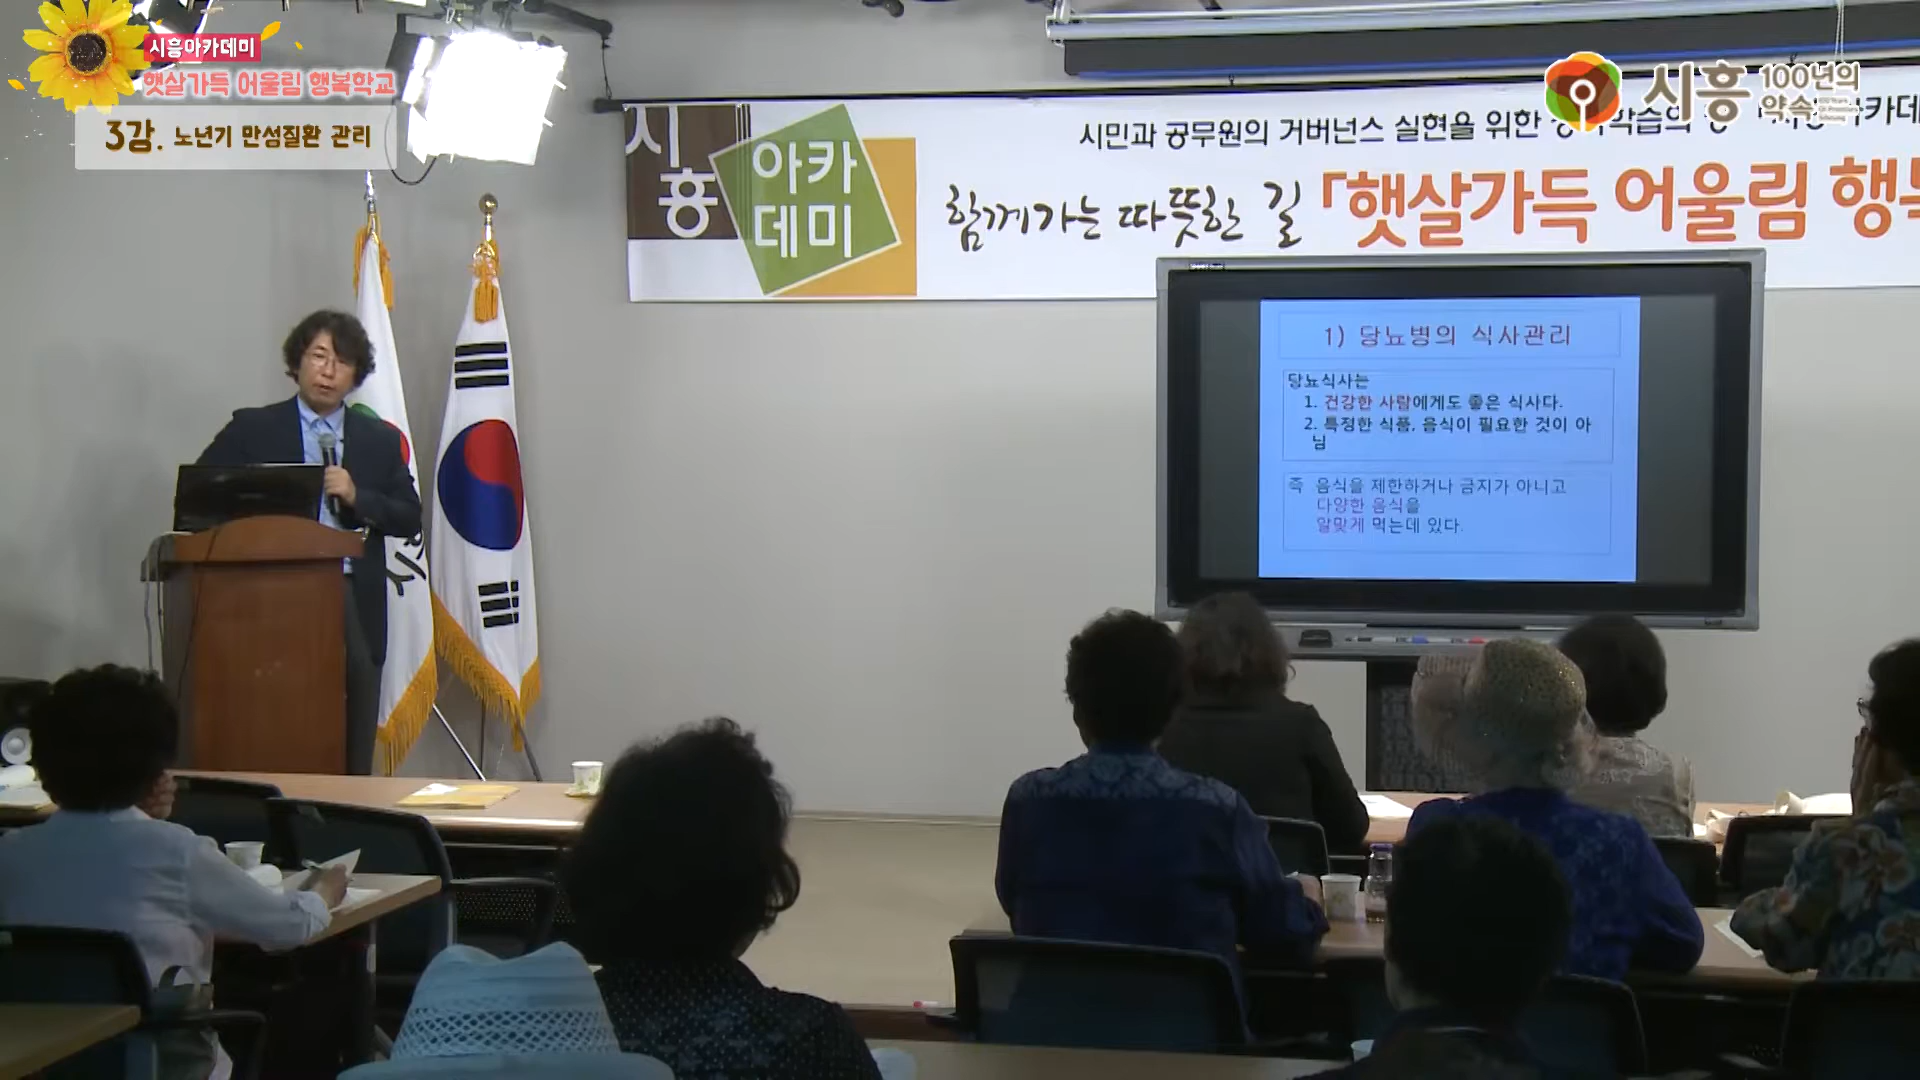 시흥아카데미
햇살가득 어울림 행복학교
3강. 노년기 만성질환 관리
시흥 100년의 약속
시흥
아카데미
시민과 공무원의 거버넌스 실현을 위한
함께가는 따뜻한 길 「햇살가득 어울림 행복
1) 당뇨병의 식사관리
당뇨식사는
1. 건강한 사람에게도 좋은 식사다.
2. 특정한 식품, 음식이 필요한 것이 아
님
즉 음식을 제한하거나 금지가 아니고
다양한 음식을
알맞게 먹는데 있다.